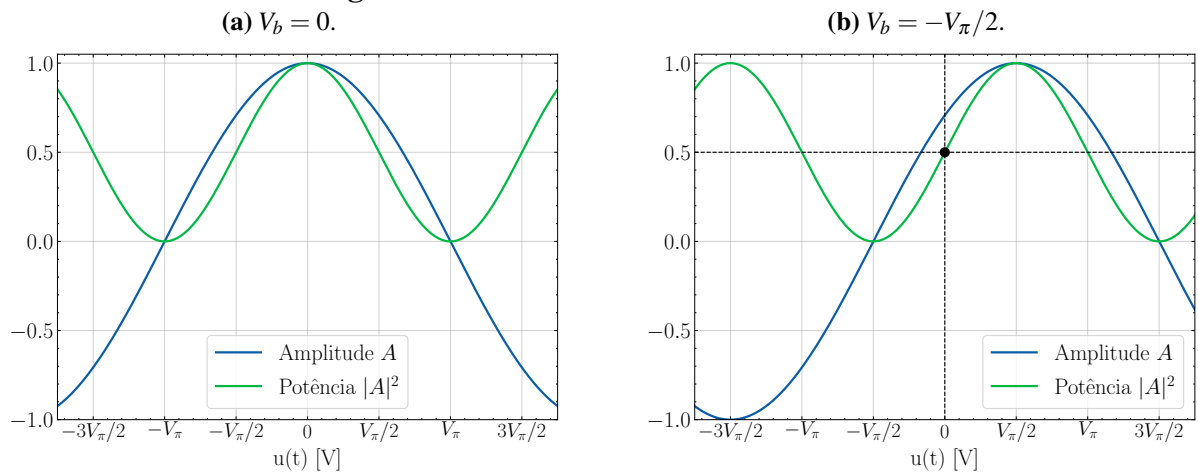 (a) V_b = 0.
1.0
0.5
0.0
−0.5
−1.0
−3V_π/2 −V_π −V_π/2 0 V_π/2 V_π 3V_π/2
u(t) [V]
Amplitude A
Potência |A|²
(b) V_b = −V_π/2.
1.0
0.5
0.0
−0.5
−1.0
−3V_π/2 −V_π −V_π/2 0 V_π/2 V_π 3V_π/2
u(t) [V]
Amplitude A
Potência |A|²